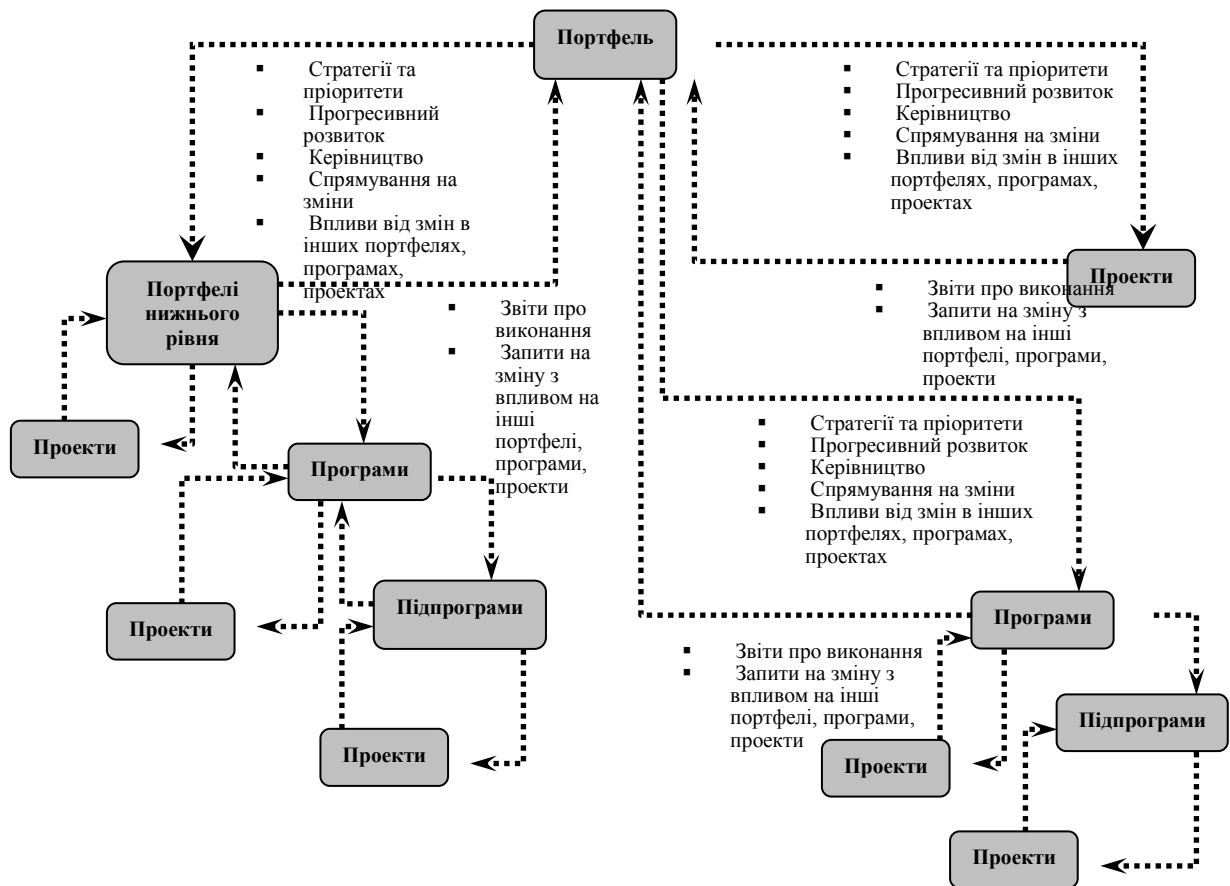 Портфель
▪ Стратегії та
пріоритети
▪ Прогресивний
розвиток
▪ Керівництво
▪ Спрямування на
зміни
▪ Впливи від змін в
інших портфелях,
програмах,
проектах
▪ Стратегії та пріоритети
▪ Прогресивний розвиток
▪ Керівництво
▪ Спрямування на зміни
▪ Впливи від змін в інших
портфелях, програмах,
проектах
Портфелі
нижнього
рівня
Проекти
▪ Звіти про
виконання
▪ Запити на
зміну з
впливом на
інші
портфелі,
програми,
проекти
▪ Звіти про виконання
▪ Запити на зміну з
впливом на інші
портфелі, програми,
проекти
Проекти
Програми
▪ Стратегії та пріоритети
▪ Прогресивний розвиток
▪ Керівництво
▪ Спрямування на зміни
▪ Впливи від змін в інших
портфелях, програмах,
проектах
Проекти
Підпрограми
Програми
▪ Звіти про виконання
▪ Запити на зміну з
впливом на інші
портфелі, програми,
проекти
Підпрограми
Проекти
Проекти
Проекти